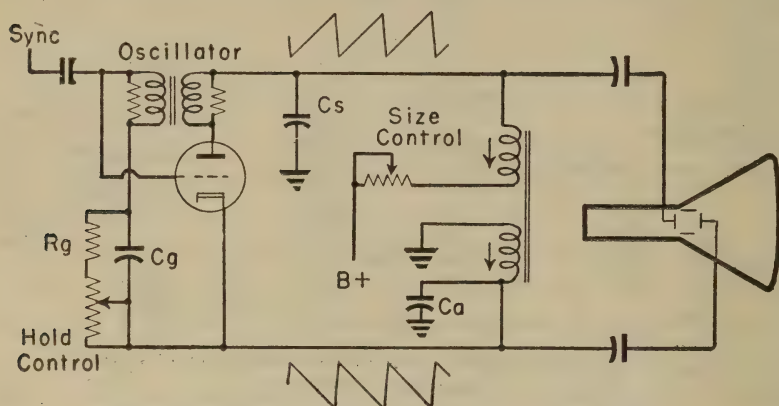 Sync
Oscillator
Cs
Size
Control
Rg
Cg
B+
Ca
Hold
Control